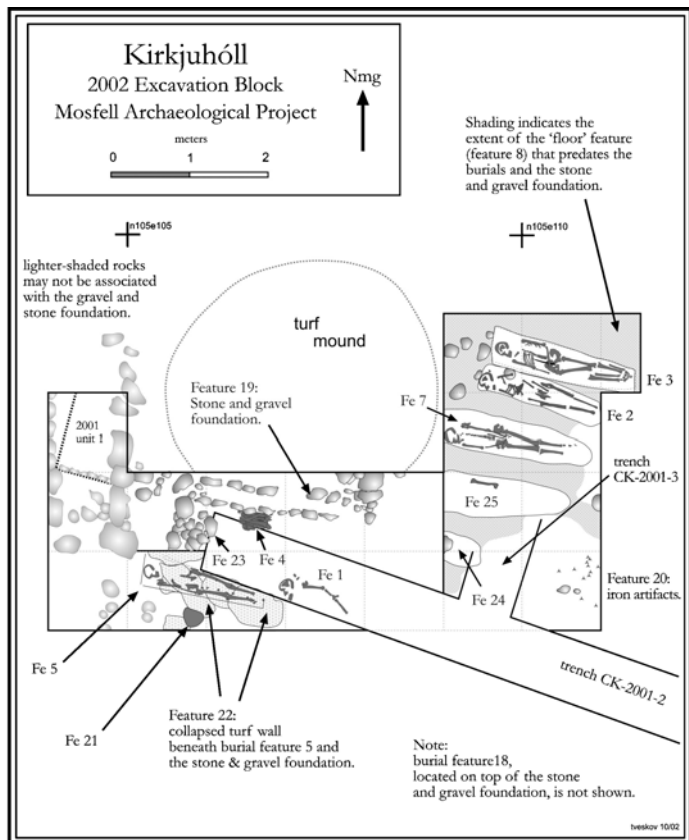 Kirkjuhóll
2002 Excavation Block
Mosfell Archaeological Project
meters
0 1 2
Nmg
Shading indicates the
extent of the 'floor' feature
(feature 8) that predates the
burials and the stone
and gravel foundation.
n105e105
n105e110
lighter-shaded rocks
may not be associated
with the gravel and
stone foundation.
turf
mound
Feature 19:
Stone and gravel
foundation.
2001
unit 1
Fe 3
Fe 2
Fe 7
trench
CK-2001-3
Fe 25
Fe 23
Fe 4
Fe 1
Fe 24
Feature 20:
iron artifacts.
Fe 5
Fe 21
trench CK-2001-2
Feature 22:
collapsed turf wall
beneath burial feature 5 and
the stone & gravel foundation.
Note:
burial feature18,
located on top of the stone
and gravel foundation, is not shown.
tveskov 10/02